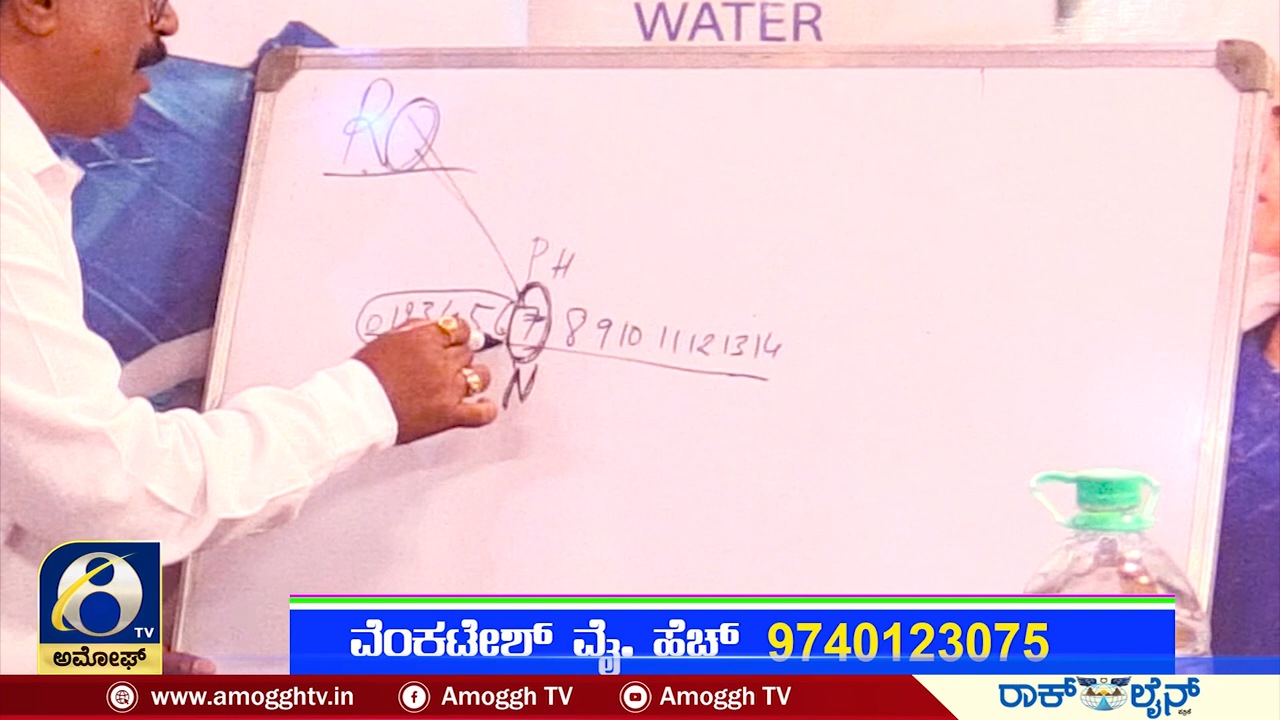 WATER
RO
PH
0 1 2 3 4 5 6 7 8 9 10 11 12 13 14
N
8
TV
ಅಮೋಘ್
ವೆಂಕಟೇಶ್ ವೈ. ಹೆಚ್ 9740123075
www.amogghtv.in Amoggh TV Amoggh TV
ರಾಕ್ ಲೈನ್